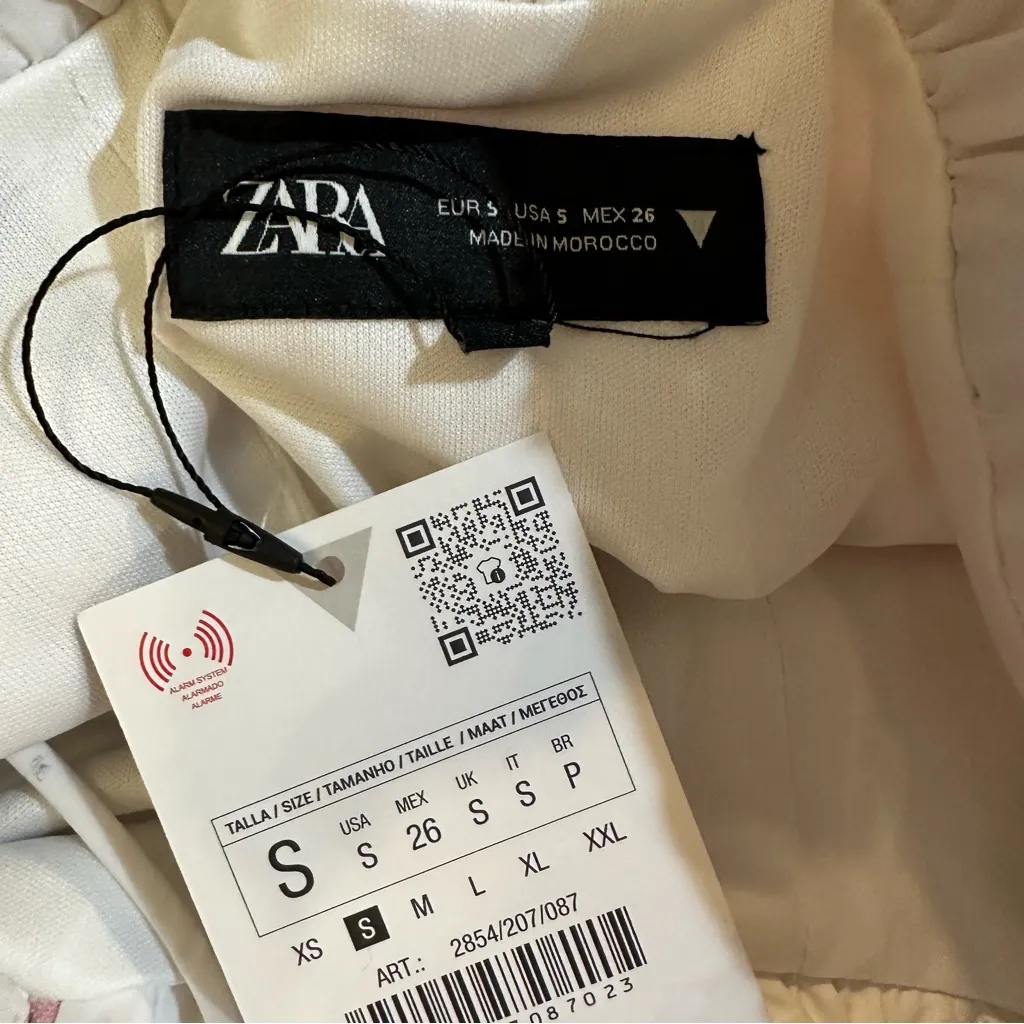 ZARA
EUR S USA S MEX 26
MADE IN MOROCCO
ALARM SYSTEM
ALARMADO
ALARME
TALLA / SIZE / TAMANHO / TAILLE / MAAT / ΜΕΓΕΘΟΣ
S USA S MEX 26 UK S IT S BR P
XS S M L XL XXL
ART.: 2854/207/087
087023